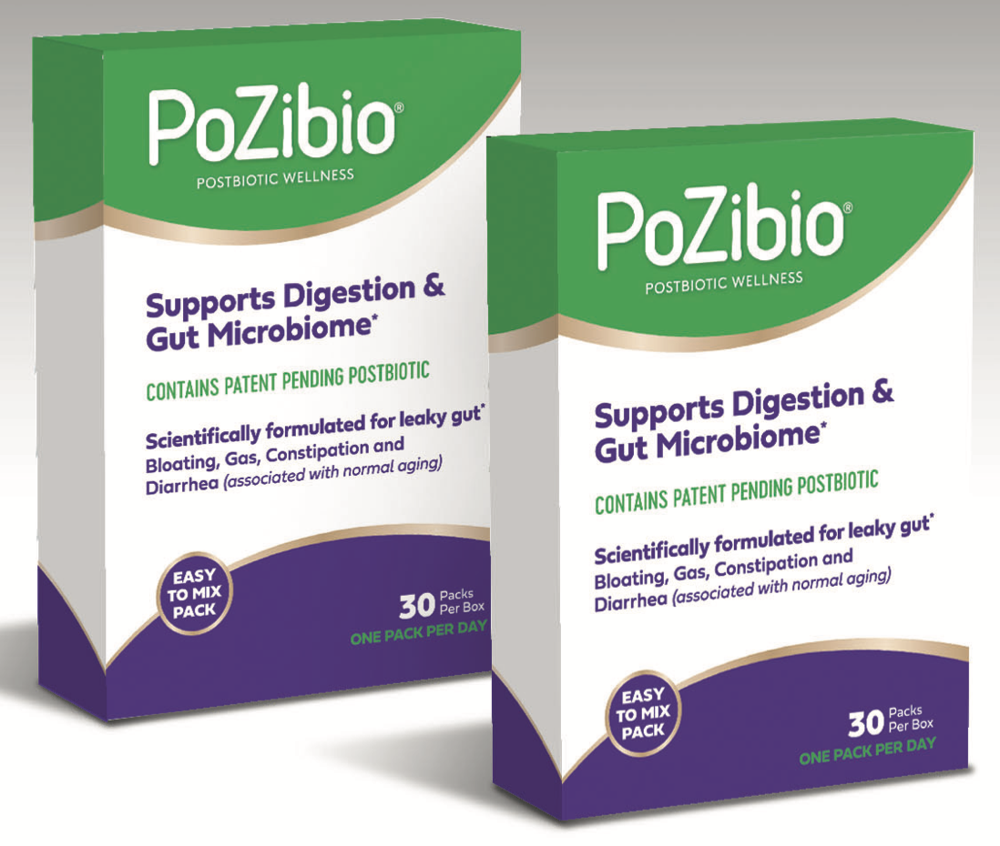 PoZibio®
POSTBIOTIC WELLNESS
Supports Digestion &
Gut Microbiome*
CONTAINS PATENT PENDING POSTBIOTIC
Scientifically formulated for leaky gut*
Bloating, Gas, Constipation and
Diarrhea (associated with normal aging)
EASY
TO MIX
PACK
30 Packs
Per Box
ONE PACK PER DAY
PoZibio®
POSTBIOTIC WELLNESS
Supports Digestion &
Gut Microbiome*
CONTAINS PATENT PENDING POSTBIOTIC
Scientifically formulated for leaky gut*
Bloating, Gas, Constipation and
Diarrhea (associated with normal aging)
EASY
TO MIX
PACK
30 Packs
Per Box
ONE PACK PER DAY